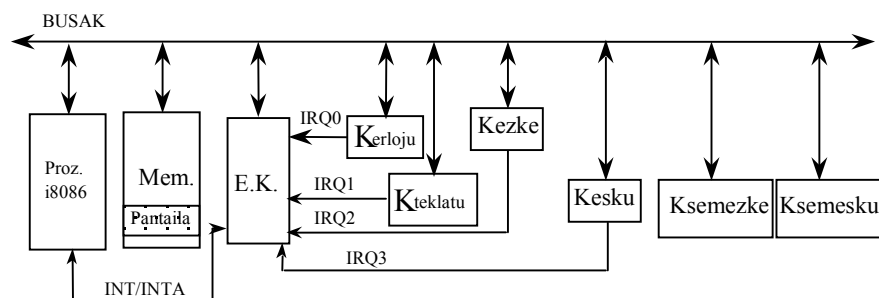 BUSAK
IRQ0
Kerloju
Kezke
Proz.
i8086
Mem.
E.K.
IRQ1
Kteklatu
Kesku
Ksemezke
Ksemesku
Pantaila
IRQ2
IRQ3
INT/INTA